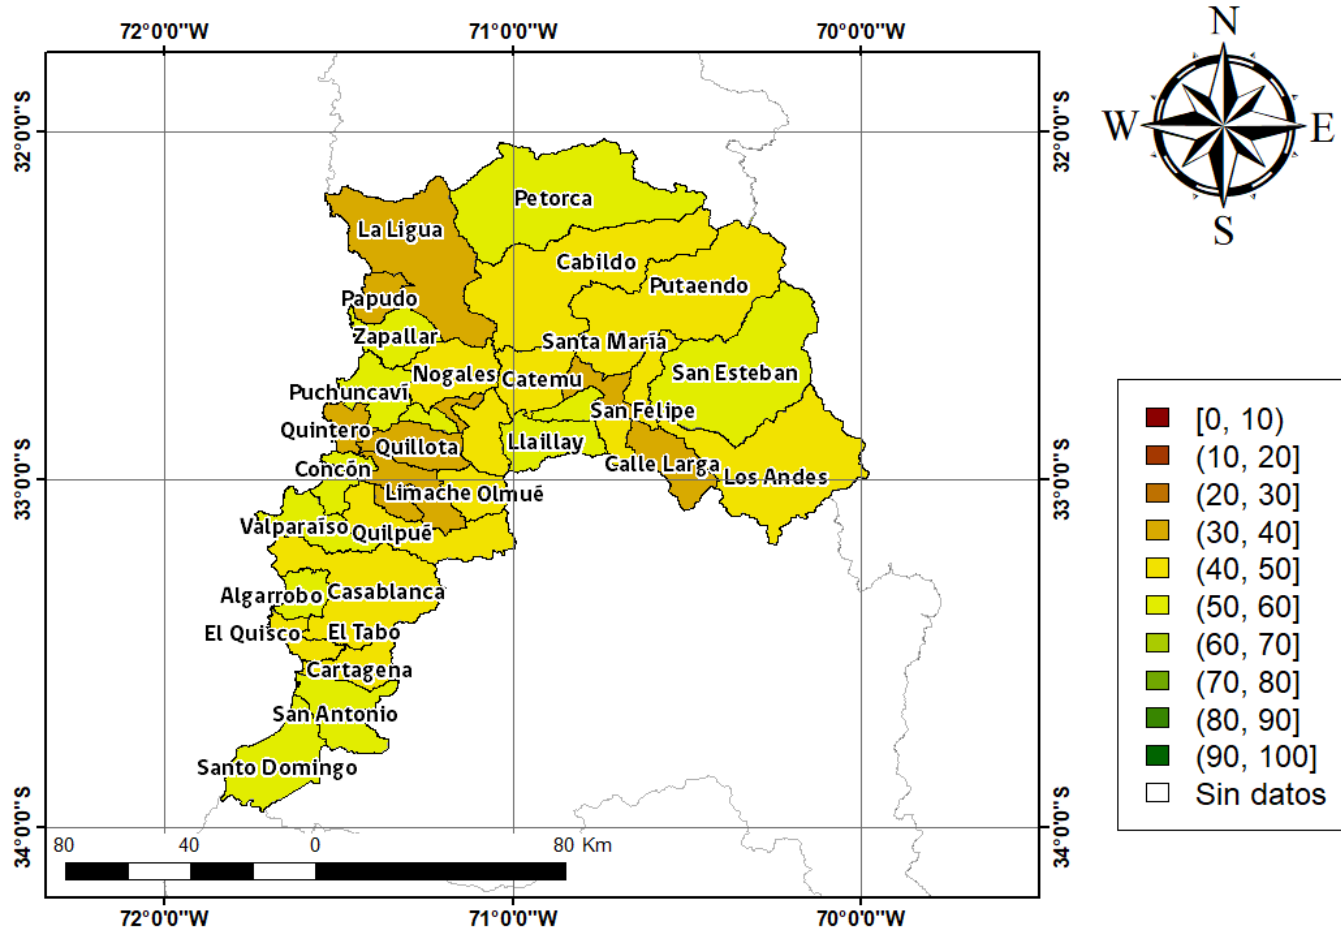 72°0'0"W 71°0'0"W 70°0'0"W
N
W E
S
32°0'0"S 32°0'0"S
33°0'0"S 33°0'0"S
34°0'0"S 34°0'0"S
Petorca
La Ligua
Cabildo
Putaendo
Papudo
Zapallar
Santa María
Nogales
Catemu
San Esteban
Puchuncaví
San Felipe
Quintero
Quillota
Llaillay
Concón
Calle Larga
Los Andes
Limache
Olmué
Valparaíso
Quilpué
Algarrobo
Casablanca
El Quisco
El Tabo
Cartagena
San Antonio
Santo Domingo
[0, 10)
(10, 20]
(20, 30]
(30, 40]
(40, 50]
(50, 60]
(60, 70]
(70, 80]
(80, 90]
(90, 100]
Sin datos
80 40 0 80 Km
72°0'0"W 71°0'0"W 70°0'0"W